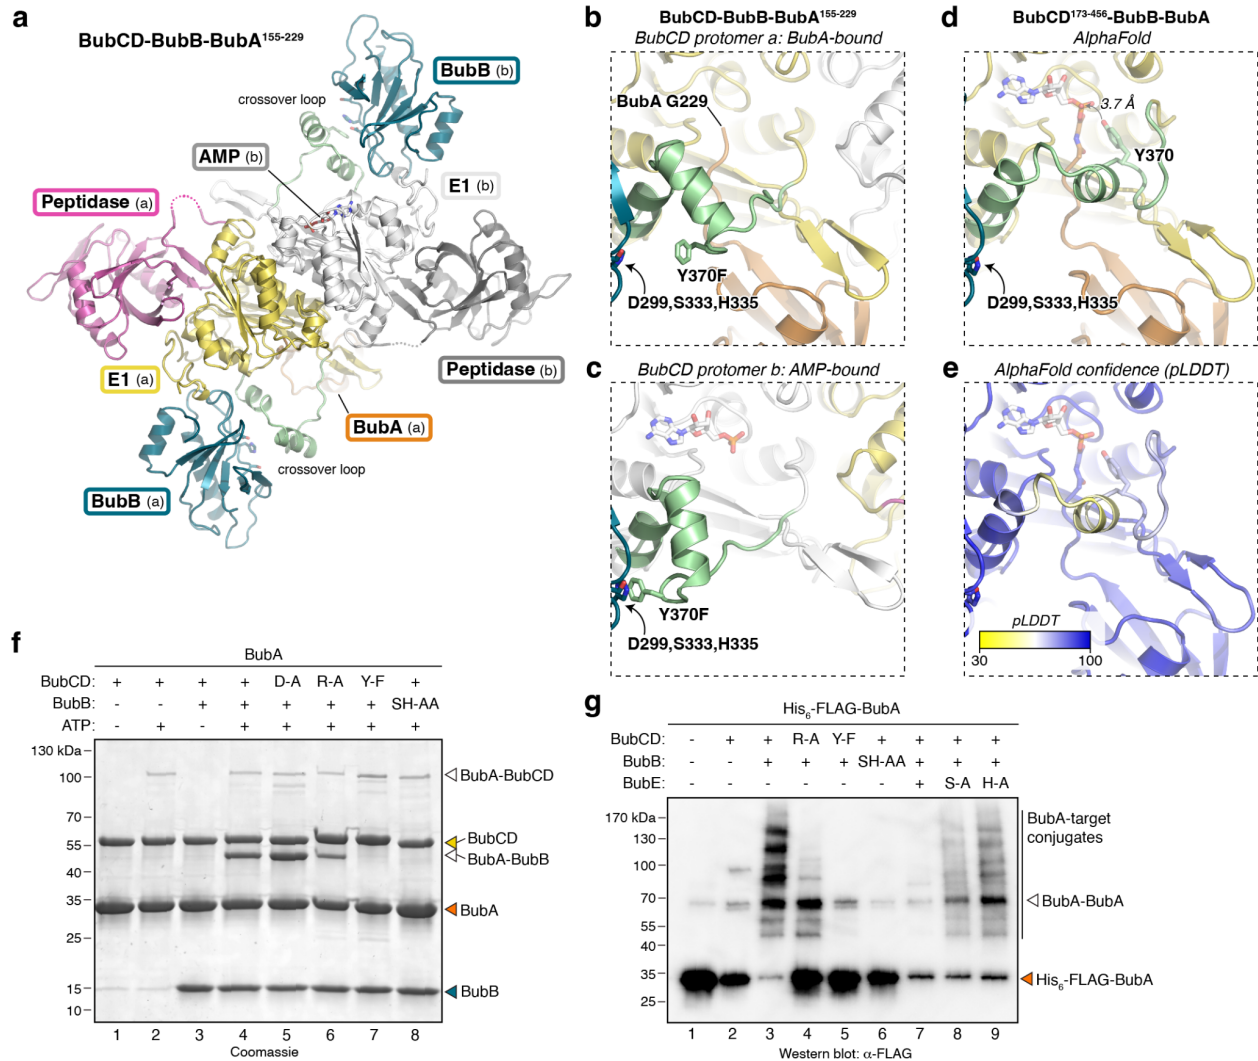 a
BubCD-BubB-BubA155-229
BubB (b)
crossover loop
AMP (b)
E1 (b)
Peptidase (a)
E1 (a)
Peptidase (b)
BubA (a)
crossover loop
BubB (a)
b
BubCD-BubB-BubA155-229
BubCD protomer a: BubA-bound
BubA G229
Y370F
D299,S333,H335
c
BubCD protomer b: AMP-bound
Y370F
D299,S333,H335
d
BubCD173-456-BubB-BubA
AlphaFold
3.7 Å
Y370
D299,S333,H335
e
AlphaFold confidence (pLDDT)
pLDDT
30 100
f
BubA
BubCD: + + + + D-A R-A Y-F +
BubB: - - + + + + + SH-AA
ATP: - + - + + + + +
130 kDa
100
70
55
40
35
25
15
10
BubA-BubCD
BubCD
BubA-BubB
BubA
BubB
1 2 3 4 5 6 7 8
Coomassie
g
His6-FLAG-BubA
BubCD: - + + R-A Y-F + + + +
BubB: - - + + + SH-AA + + +
BubE: - - - - - - + S-A H-A
170 kDa
130
100
70
55
40
35
25
BubA-target
conjugates
BubA-BubA
His6-FLAG-BubA
1 2 3 4 5 6 7 8 9
Western blot: α-FLAG